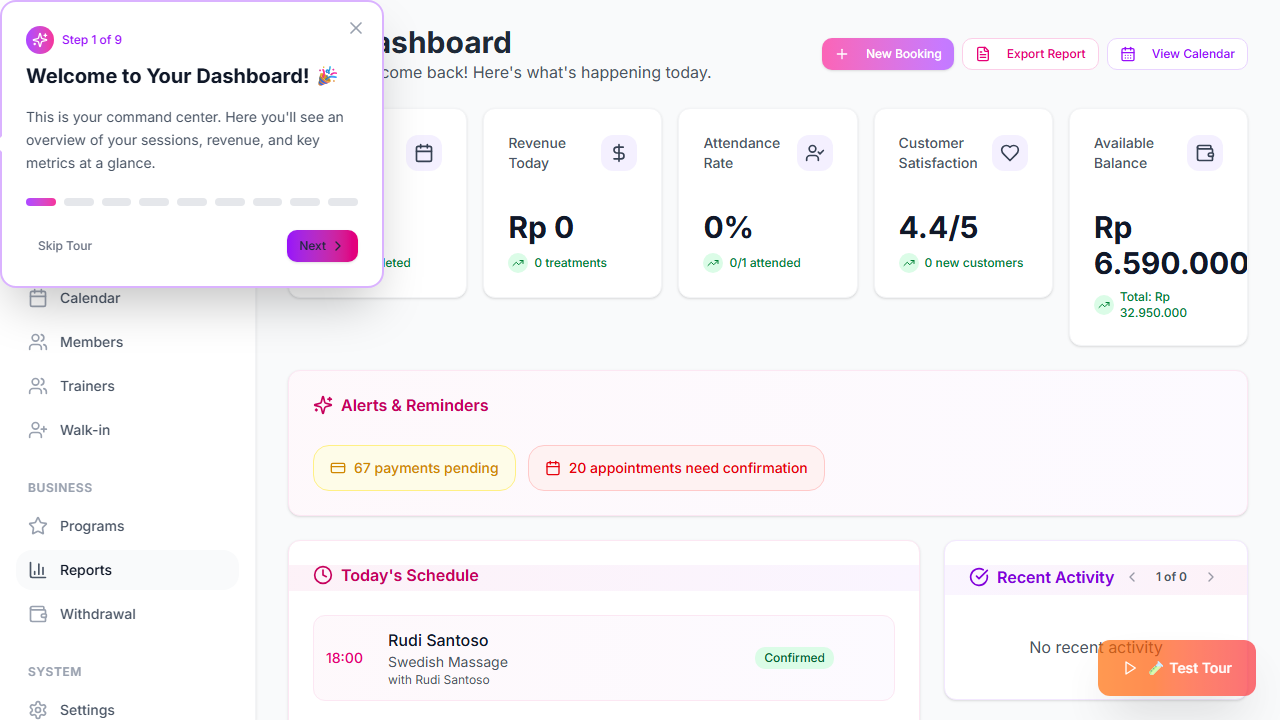 Step 1 of 9
Welcome to Your Dashboard! 🎉
This is your command center. Here you'll see an
overview of your sessions, revenue, and key
metrics at a glance.
Skip Tour
Next
ashboard
come back! Here's what's happening today.
New Booking
Export Report
View Calendar
leted
Revenue
Today
Rp 0
0 treatments
Attendance
Rate
0%
0/1 attended
Customer
Satisfaction
4.4/5
0 new customers
Available
Balance
Rp
6.590.000
Total: Rp
32.950.000
Calendar
Members
Trainers
Walk-in
BUSINESS
Programs
Reports
Withdrawal
SYSTEM
Settings
Alerts & Reminders
67 payments pending
20 appointments need confirmation
Today's Schedule
18:00
Rudi Santoso
Swedish Massage
with Rudi Santoso
Confirmed
Recent Activity
1 of 0
No recent activity
🧪 Test Tour